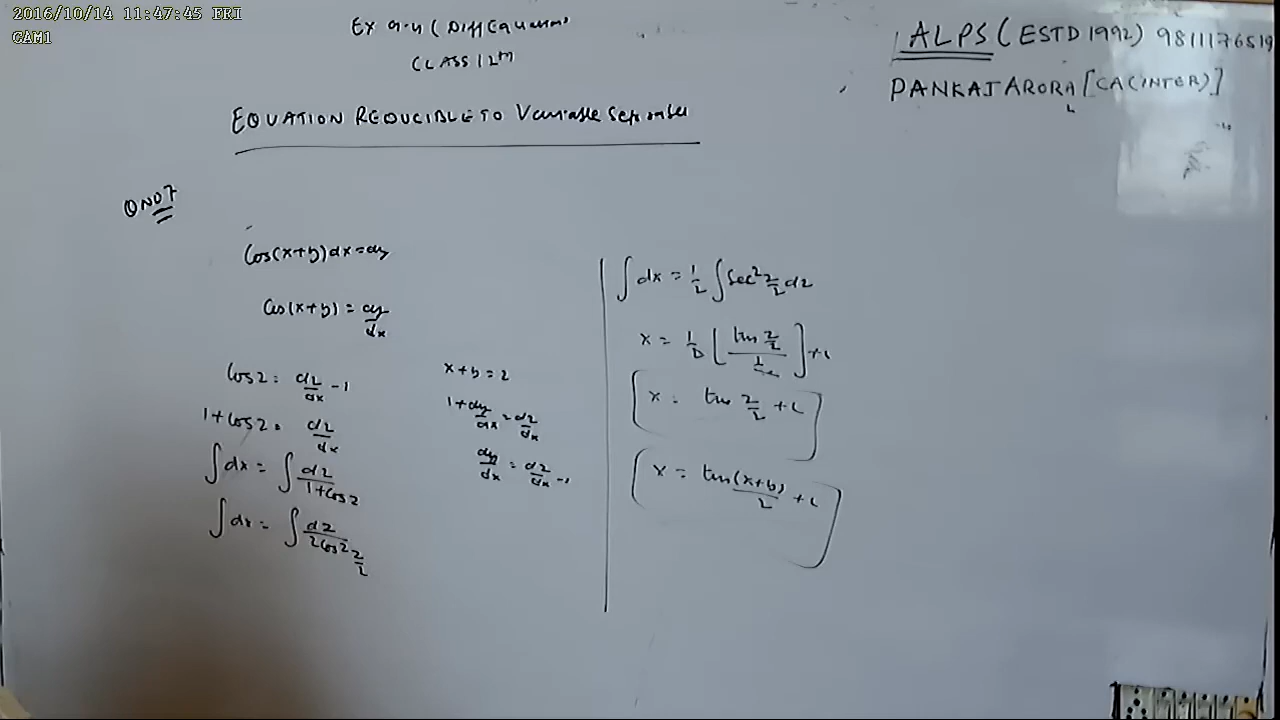 2016/10/14 11:47:45 FRI
CAM1
Ex 9.4 ( Diff Equations
CLASS 12th
ALPS (ESTD 1992) 9811176519
PANKAJ ARORA [CA(INTER)]
EQUATION REDUCIBLE TO Variable Seprables
Q NO 7
Cos(x+y)dx = dy
Cos(x+y) = dy/dx
Cos z = dz/dx - 1
1 + cos z = dz/dx
∫dx = ∫ dz/(1+cos z)
∫dx = ∫ dz/(2cos² z/2)
x+y = z
1 + dy/dx = dz/dx
dy/dx = dz/dx - 1
∫dx = 1/2 ∫ sec² z/2 dz
x = 1/2 [ (tan z/2)/(1/2) ] + c
x = tan z/2 + c
x = tan (x+y)/2 + c